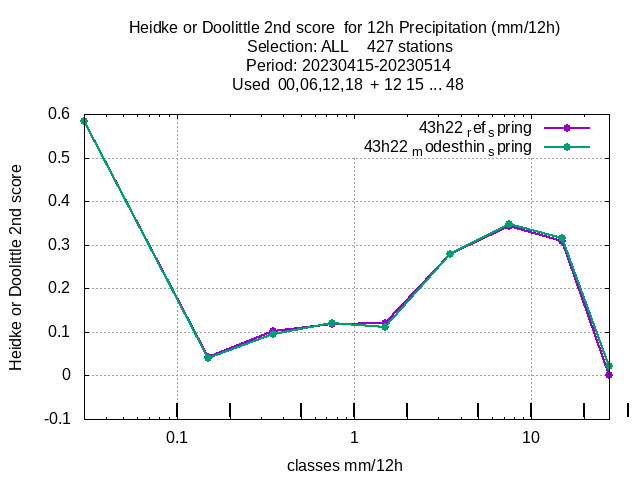 Heidke or Doolittle 2nd score  for 12h Precipitation (mm/12h)
Selection: ALL    427 stations
Period: 20230415-20230514
Used  00,06,12,18  + 12 15 ... 48
43h22 ref spring
43h22 modesthin spring
0.6
0.5
0.4
0.3
0.2
0.1
0
-0.1
Heidke or Doolittle 2nd score
0.1
1
10
classes mm/12h